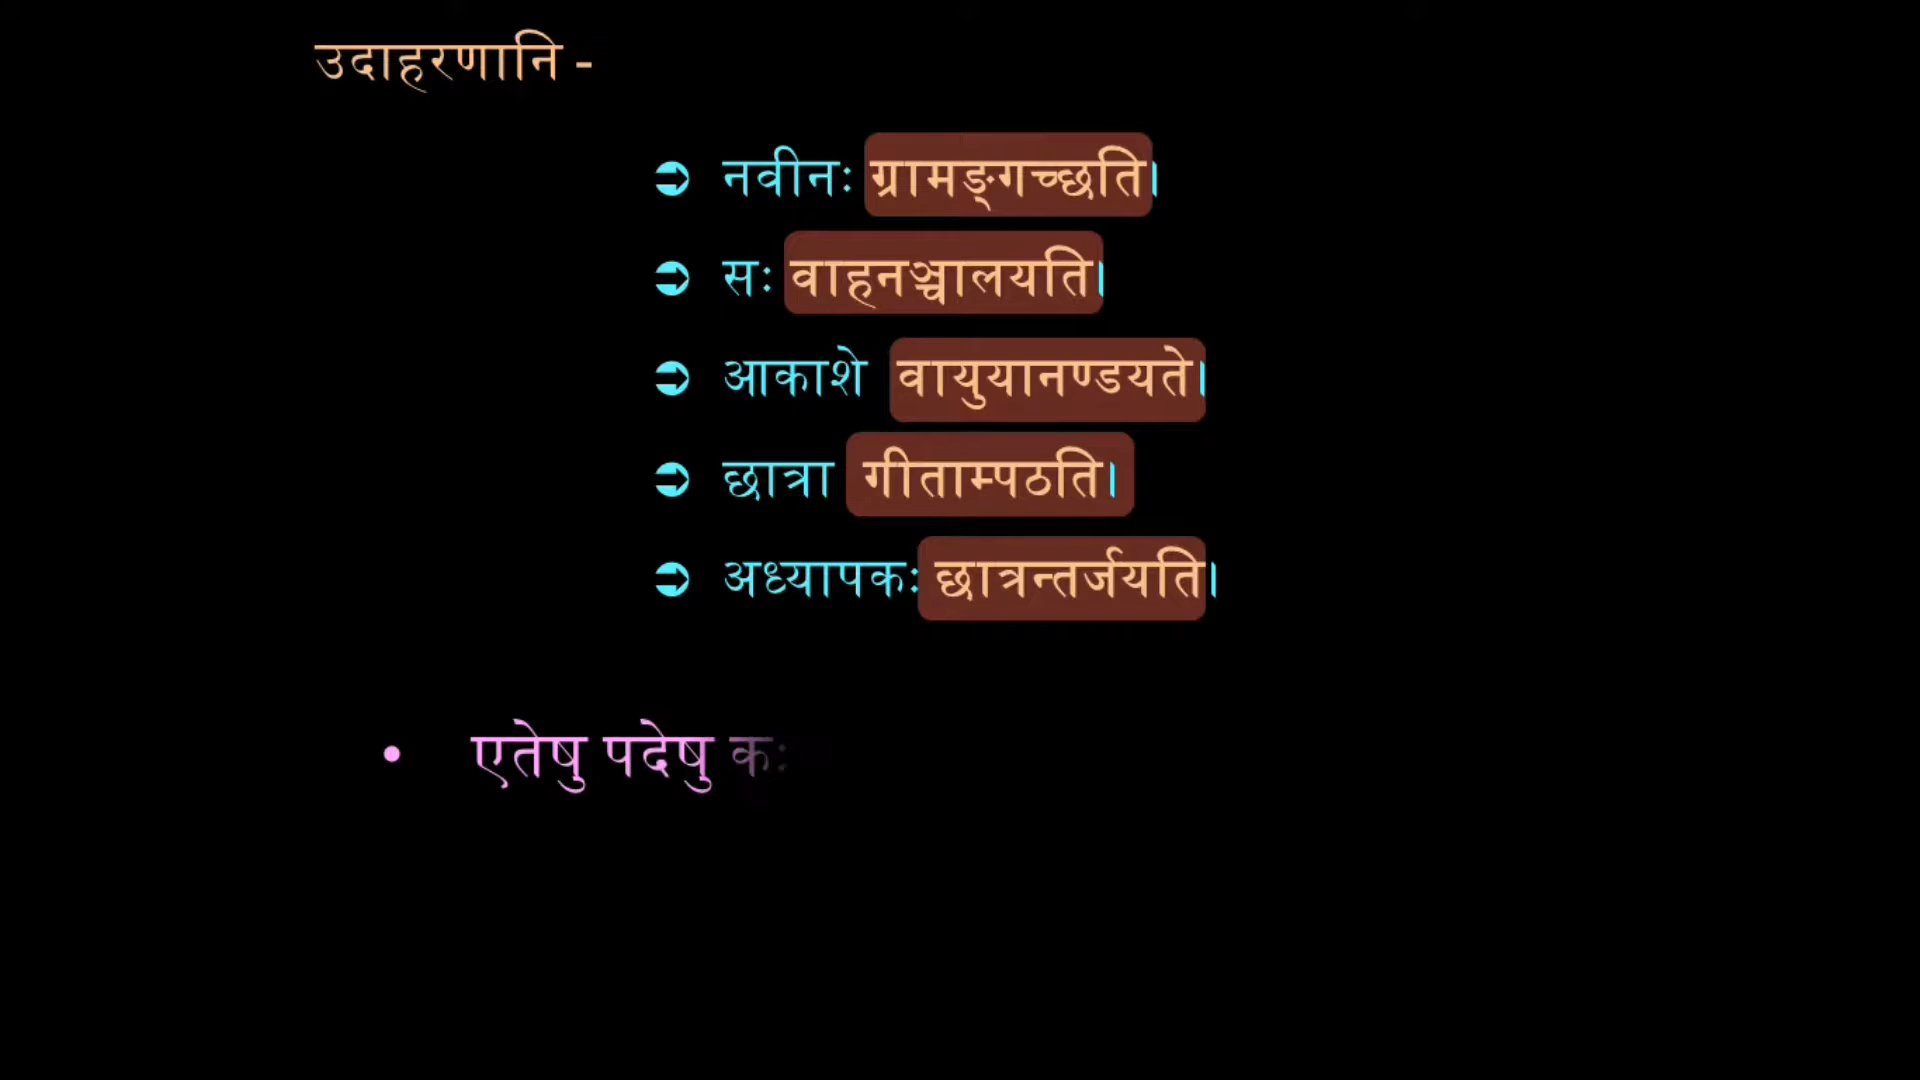 उदाहरणानि -
➲ नवीनः ग्रामङ्गच्छति।
➲ सः वाहनञ्चालयति।
➲ आकाशे वायुयानण्डयते।
➲ छात्रा गीताम्पठति।
➲ अध्यापकः छात्रन्तर्जयति।
• एतेषु पदेषु कः